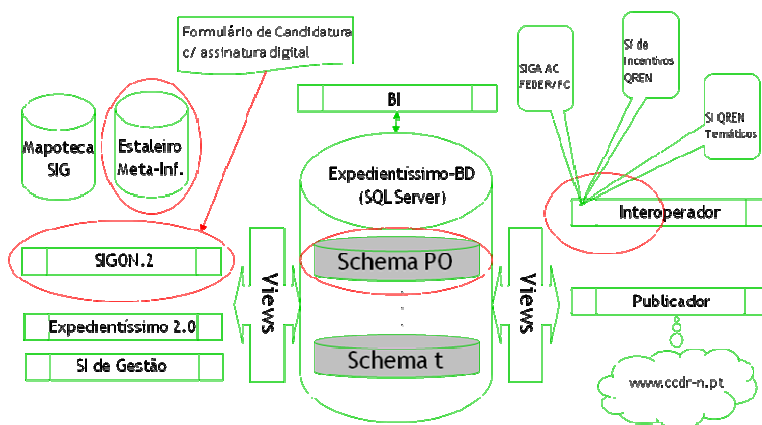 Formulário de Candidatura
c/ assinatura digital
SIGA AC
FEDER/FC
SI de
Incentivos
QREN
SI QREN
Temáticos
BI
Mapoteca
SIG
Estaleiro
Meta-Inf.
Expedientíssimo-BD
(SQL Server)
Interoperador
SIGON.2
Schema PO
Views
Views
Publicador
Expedientíssimo 2.0
SI de Gestão
Schema t
www.ccdr-n.pt